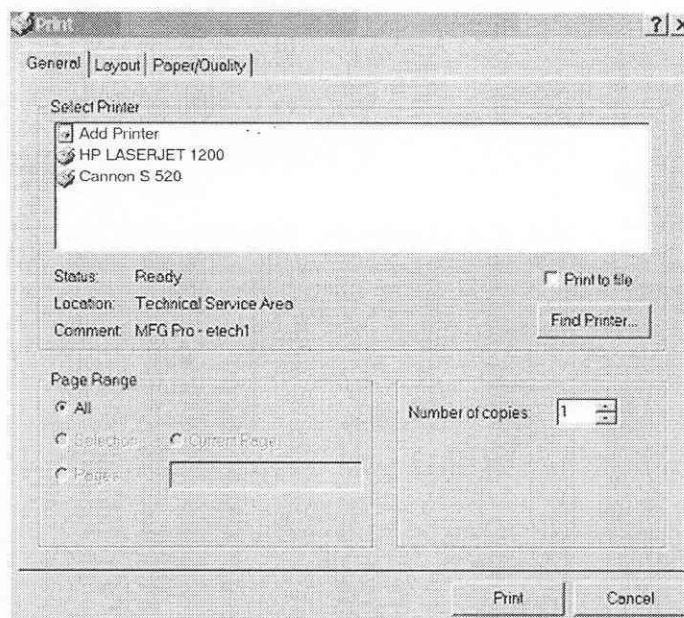 Print
General Layout Paper/Quality
Select Printer
Add Printer
HP LASERJET 1200
Cannon S 520
Status: Ready
Print to file
Location: Technical Service Area
Find Printer...
Comment: MFG Pro - etech1
Page Range
All
Number of copies: 1
Selection Current Page
Pages:
Print Cancel